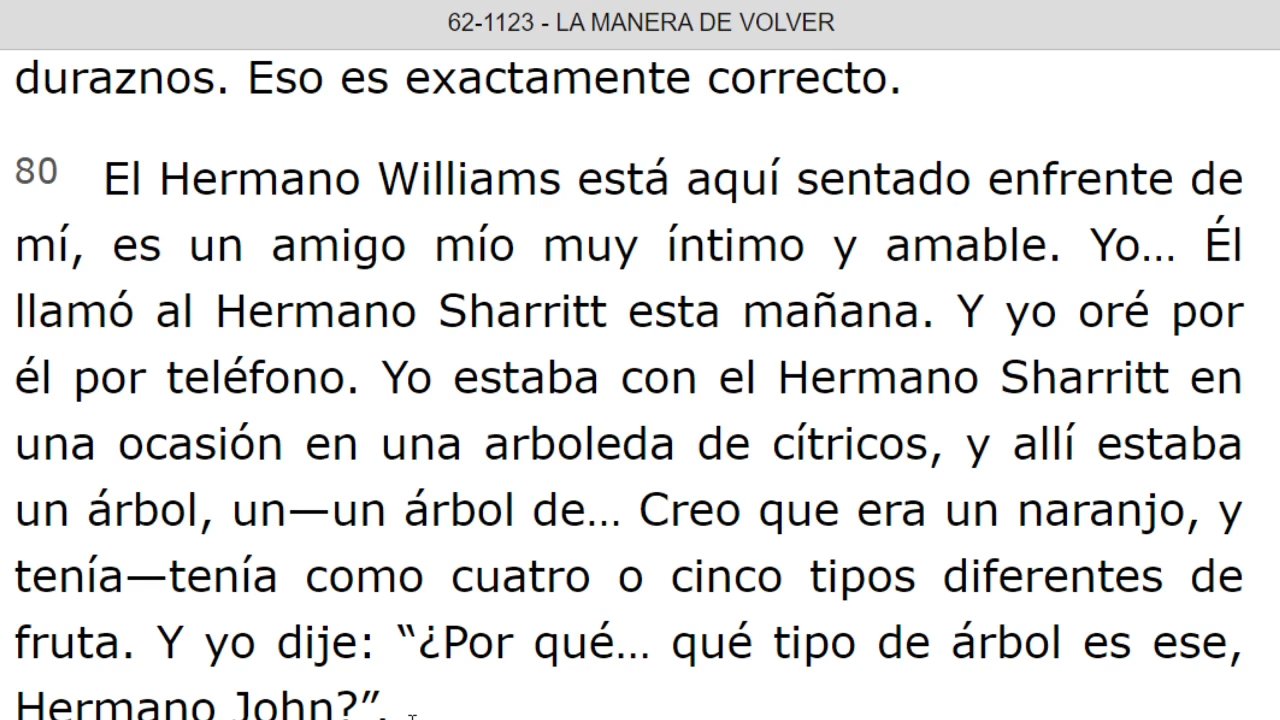 62-1123 - LA MANERA DE VOLVER
duraznos. Eso es exactamente correcto.
80 El Hermano Williams está aquí sentado enfrente de
mí, es un amigo mío muy íntimo y amable. Yo… Él
llamó al Hermano Sharritt esta mañana. Y yo oré por
él por teléfono. Yo estaba con el Hermano Sharritt en
una ocasión en una arboleda de cítricos, y allí estaba
un árbol, un—un árbol de… Creo que era un naranjo, y
tenía—tenía como cuatro o cinco tipos diferentes de
fruta. Y yo dije: “¿Por qué… qué tipo de árbol es ese,
Hermano John?”.